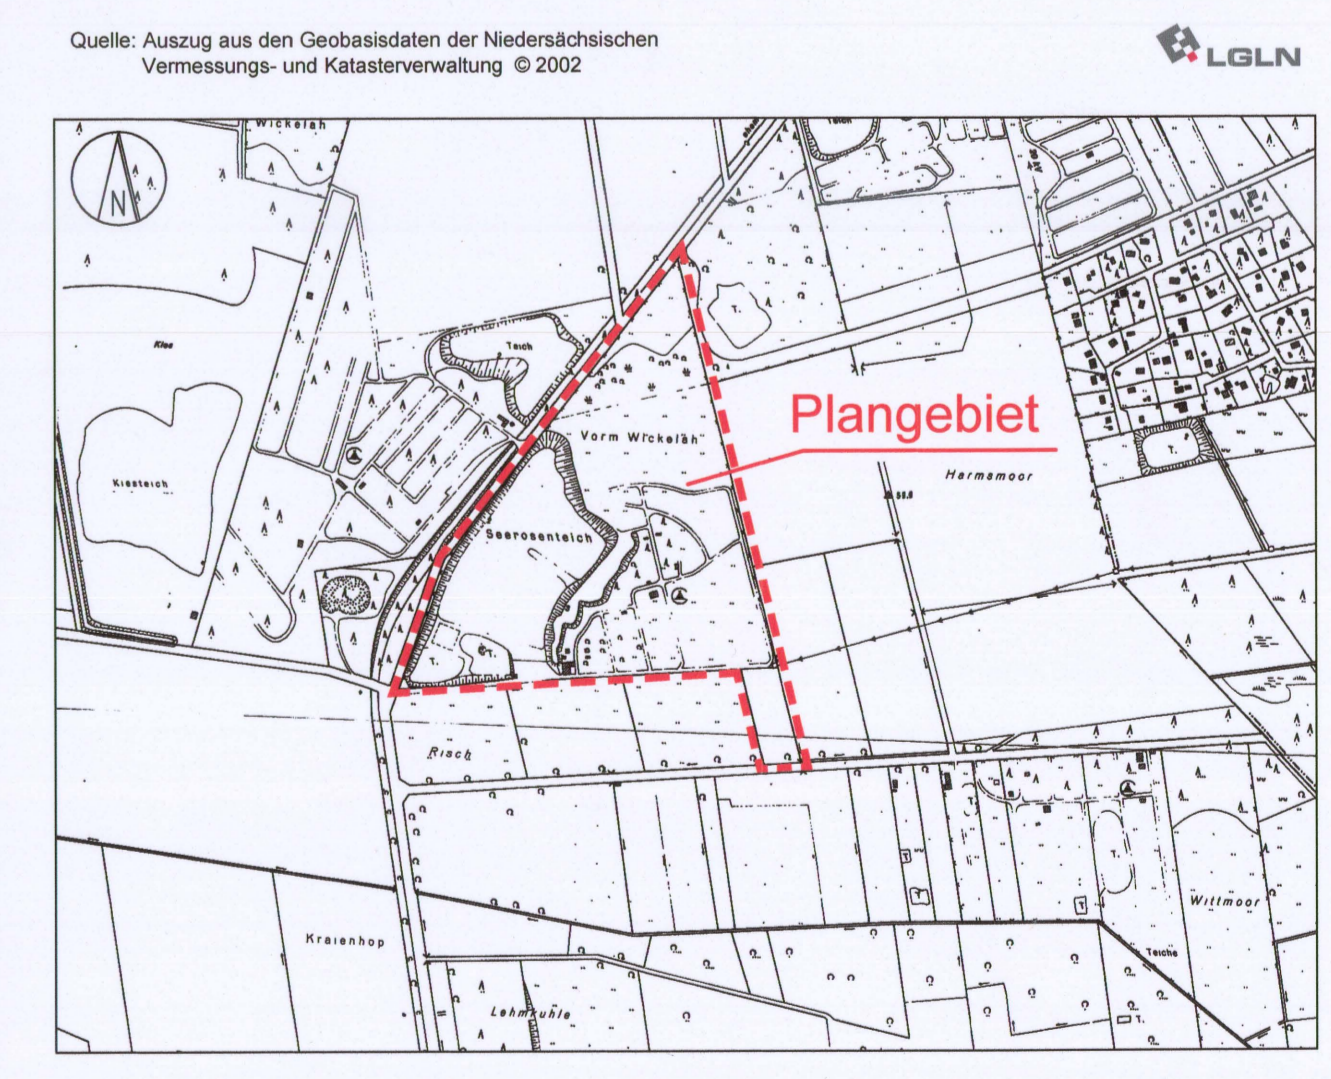 Quelle: Auszug aus den Geobasisdaten der Niedersächsischen
Vermessungs- und Katasterverwaltung © 2002
LGLN
Wickelah
Teich
N
Klee
T.
Teich
Plangebiet
Vorm Wickelah
Harmsmoor
T.
Kiesteich
Seerosenteich
T.
T.
Risch
T.
T.
Wittmoor
Kraienhop
Teiche
Lehmkuhle
T.